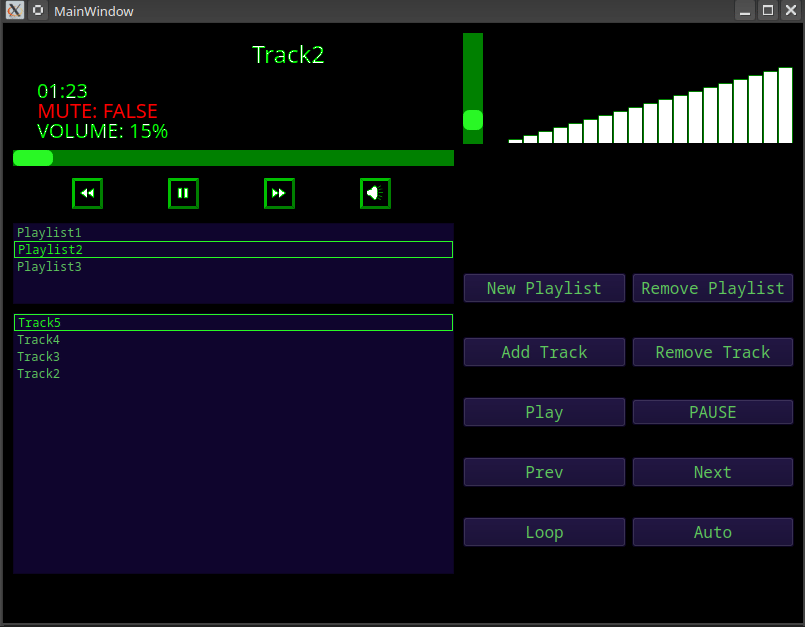 MainWindow
Track2
01:23
MUTE: FALSE
VOLUME: 15%
Playlist1
Playlist2
Playlist3
Track5
Track4
Track3
Track2
New Playlist
Remove Playlist
Add Track
Remove Track
Play
PAUSE
Prev
Next
Loop
Auto